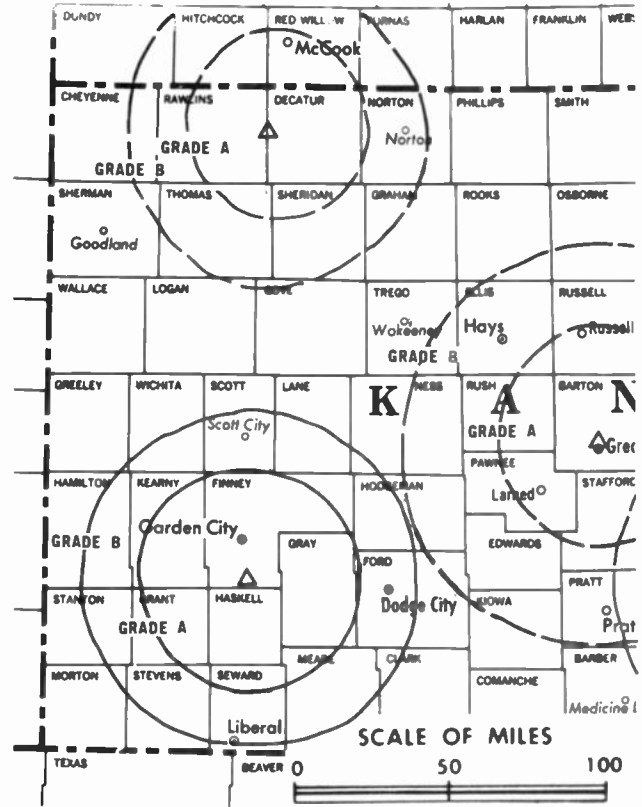 DUNDY HITCHCOCK RED WILLOW FURNAS HARLAN FRANKLIN WEBS
McCook
CHEYENNE RAWLINS DECATUR NORTON PHILLIPS SMITH
GRADE A Norton
GRADE B
SHERMAN THOMAS SHERIDAN GRAHAM ROOKS OSBORNE
Goodland
WALLACE LOGAN GOVE TREGO ELLIS RUSSELL
Wakeeney Hays Russell
GRADE B
GREELEY WICHITA SCOTT LANE NESS RUSH BARTON
K A N
Scott City GRADE A
Grea
PAWNEE
HAMILTON KEARNY FINNEY HODGEMAN Larned STAFFORD
GRADE B Garden City GRAY EDWARDS
FORD
PRATT
STANTON GRANT HASKELL Dodge City KIOWA
GRADE A Prat
MORTON STEVENS SEWARD MEADE CLARK BARBER
COMANCHE
Medicine L
Liberal SCALE OF MILES
TEXAS BEAVER 0 50 100